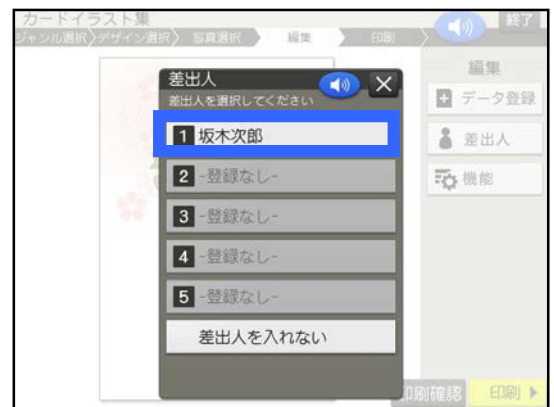 カードイラスト集
終了
ジャンル選択 デザイン選択 写真選択 編集 印刷
編集
差出人
差出人を選択してください
データ登録
1 坂木次郎
差出人
2 -登録なし-
機能
3 -登録なし-
4 -登録なし-
5 -登録なし-
差出人を入れない
印刷確認 印刷